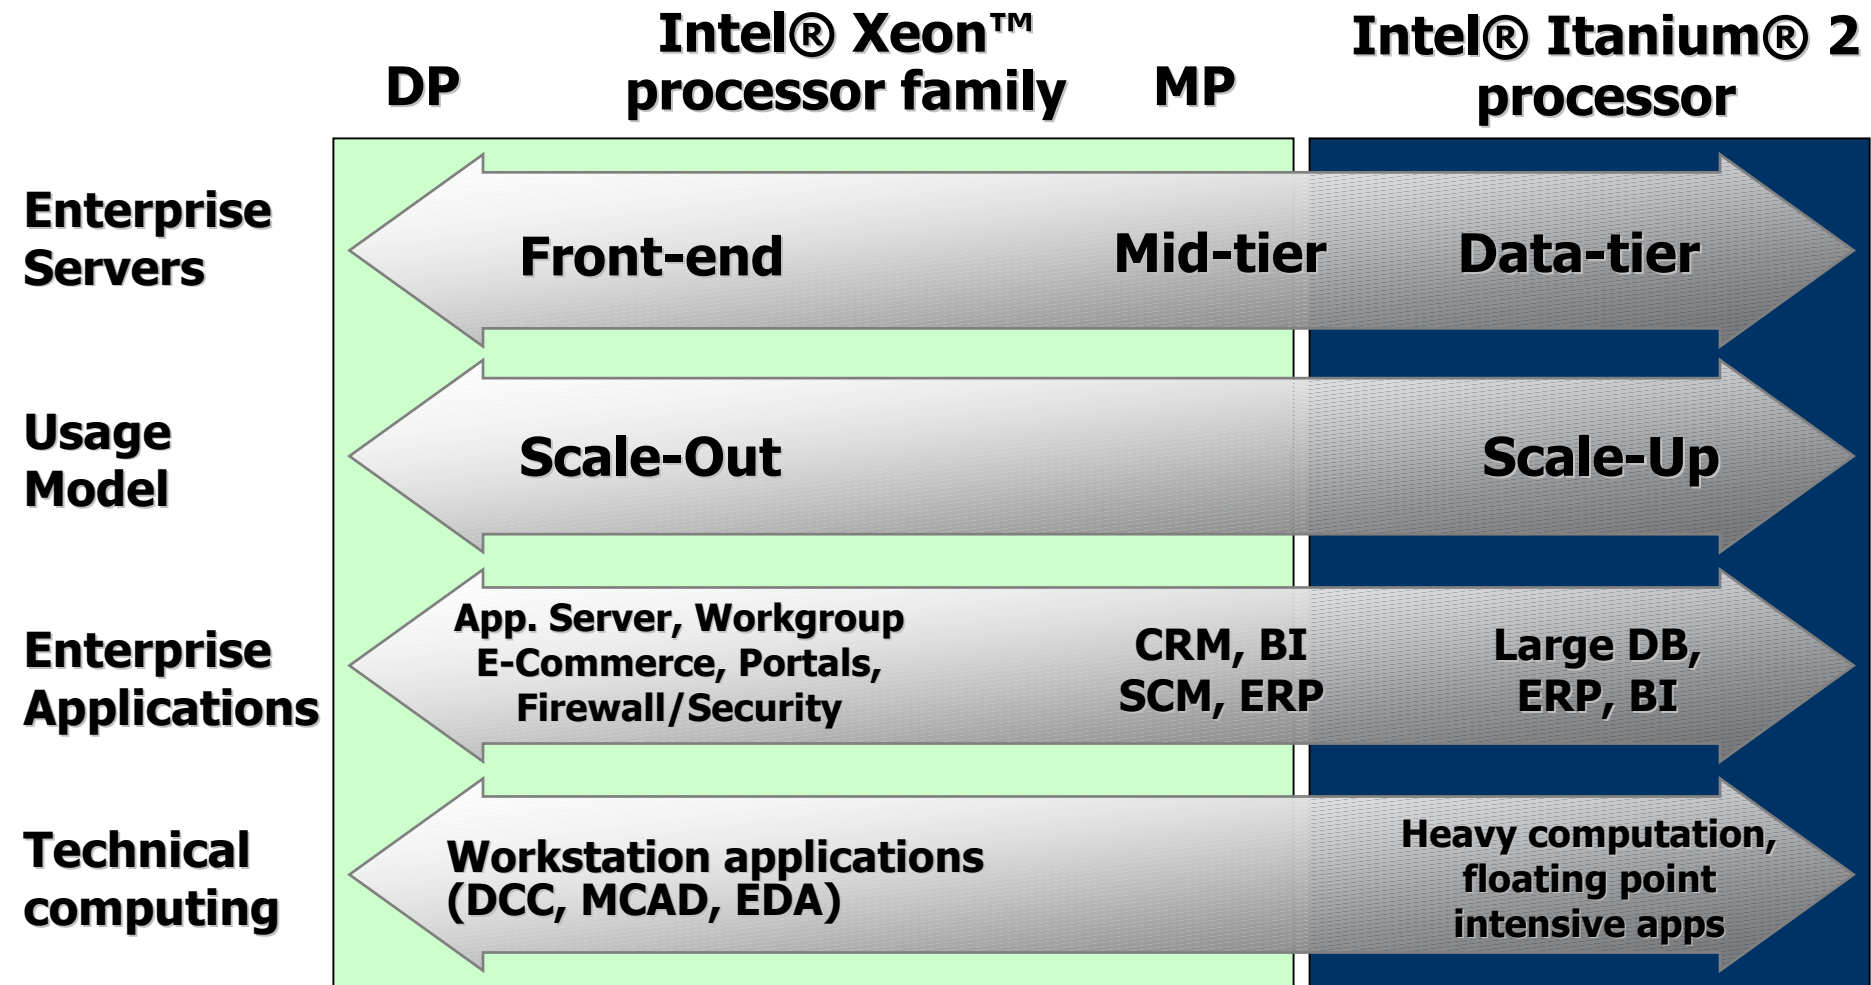 DP
Intel® Xeon™
processor family
MP
Intel® Itanium® 2
processor
Enterprise
Servers
Front-end
Mid-tier
Data-tier
Usage
Model
Scale-Out
Scale-Up
Enterprise
Applications
App. Server, Workgroup
E-Commerce, Portals,
Firewall/Security
CRM, BI
SCM, ERP
Large DB,
ERP, BI
Technical
computing
Workstation applications
(DCC, MCAD, EDA)
Heavy computation,
floating point
intensive apps